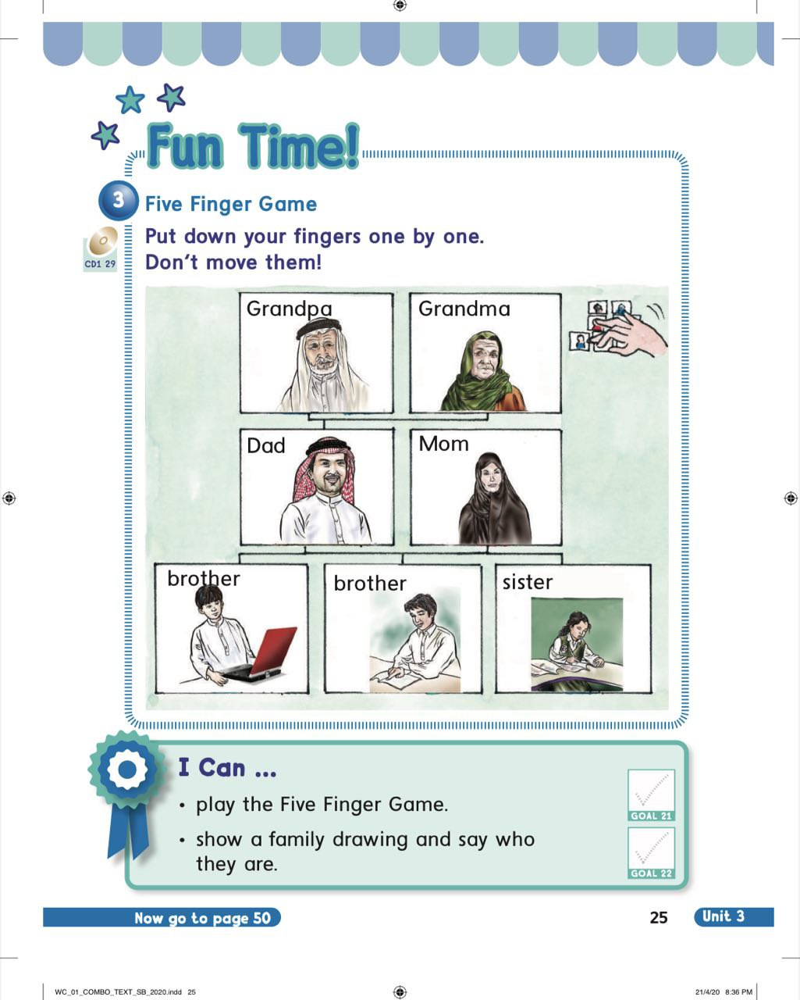 Fun Time!
3
Five Finger Game
CD1 29
Put down your fingers one by one.
Don't move them!
Grandpa
Grandma
Dad
Mom
brother
brother
sister
I Can ...
• play the Five Finger Game.
GOAL 21
• show a family drawing and say who
they are.
GOAL 22
Now go to page 50
25
Unit 3
WC_01_COMBO_TEXT_SB_2020.indd 25
21/4/20 8:36 PM